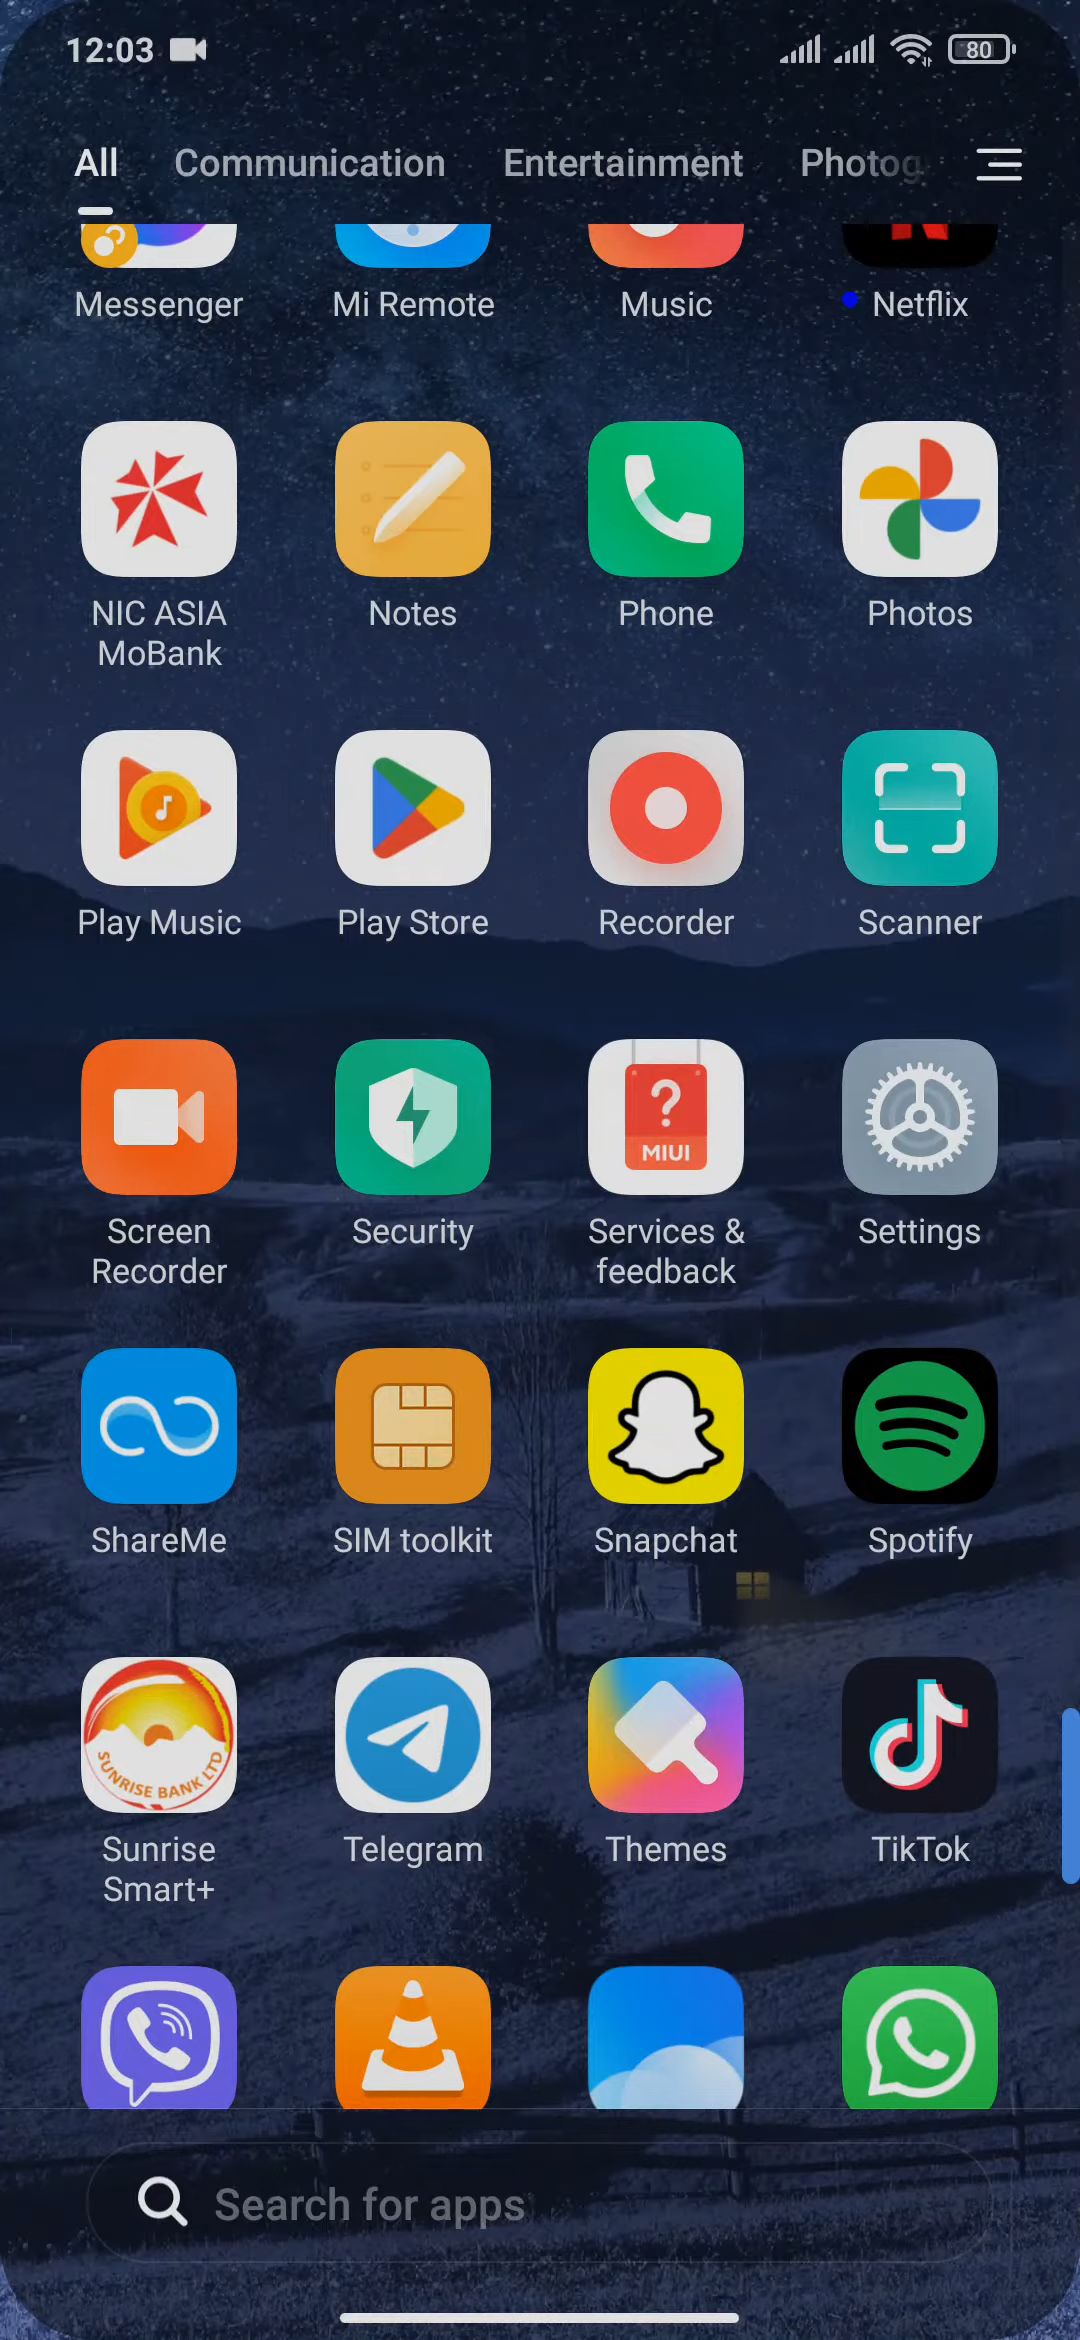 12:03
80
All Communication Entertainment Photog
Messenger Mi Remote Music Netflix
NIC ASIA MoBank Notes Phone Photos
Play Music Play Store Recorder Scanner
MIUI
Screen Recorder Security Services & feedback Settings
ShareMe SIM toolkit Snapchat Spotify
SUNRISE BANK LTD
Sunrise Smart+ Telegram Themes TikTok
Search for apps